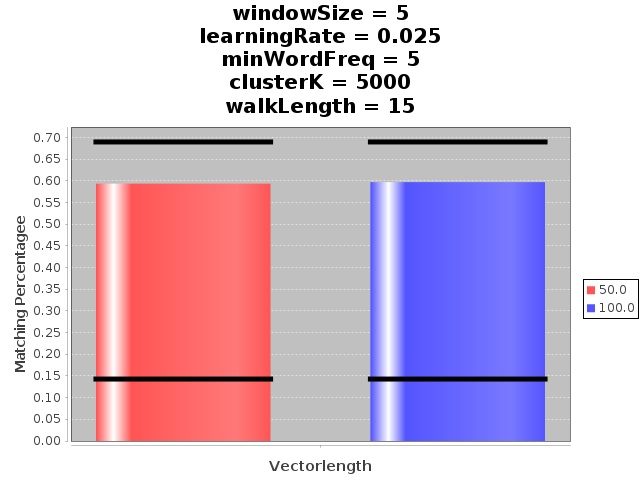 windowSize = 5
learningRate = 0.025
minWordFreq = 5
clusterK = 5000
walkLength = 15
0.70
0.65
0.60
0.55
0.50
0.45
0.40
0.35
0.30
0.25
0.20
0.15
0.10
0.05
0.00
Matching Percentagee
Vectorlength
50.0
100.0